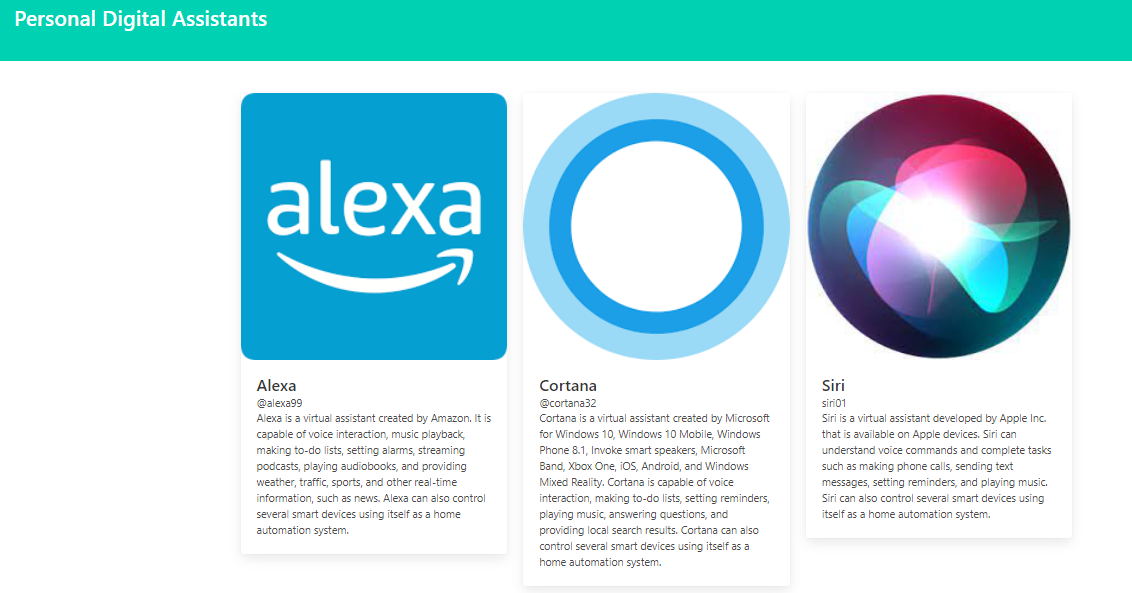 Personal Digital Assistants
alexa
Alexa
@alexa99
Alexa is a virtual assistant created by Amazon. It is
capable of voice interaction, music playback,
making to-do lists, setting alarms, streaming
podcasts, playing audiobooks, and providing
weather, traffic, sports, and other real-time
information, such as news. Alexa can also control
several smart devices using itself as a home
automation system.
Cortana
@cortana32
Cortana is a virtual assistant created by Microsoft
for Windows 10, Windows 10 Mobile, Windows
Phone 8.1, Invoke smart speakers, Microsoft
Band, Xbox One, iOS, Android, and Windows
Mixed Reality. Cortana is capable of voice
interaction, making to-do lists, setting reminders,
playing music, answering questions, and
providing local search results. Cortana can also
control several smart devices using itself as a
home automation system.
Siri
siri01
Siri is a virtual assistant developed by Apple Inc.
that is available on Apple devices. Siri can
understand voice commands and complete tasks
such as making phone calls, sending text
messages, setting reminders, and playing music.
Siri can also control several smart devices using
itself as a home automation system.